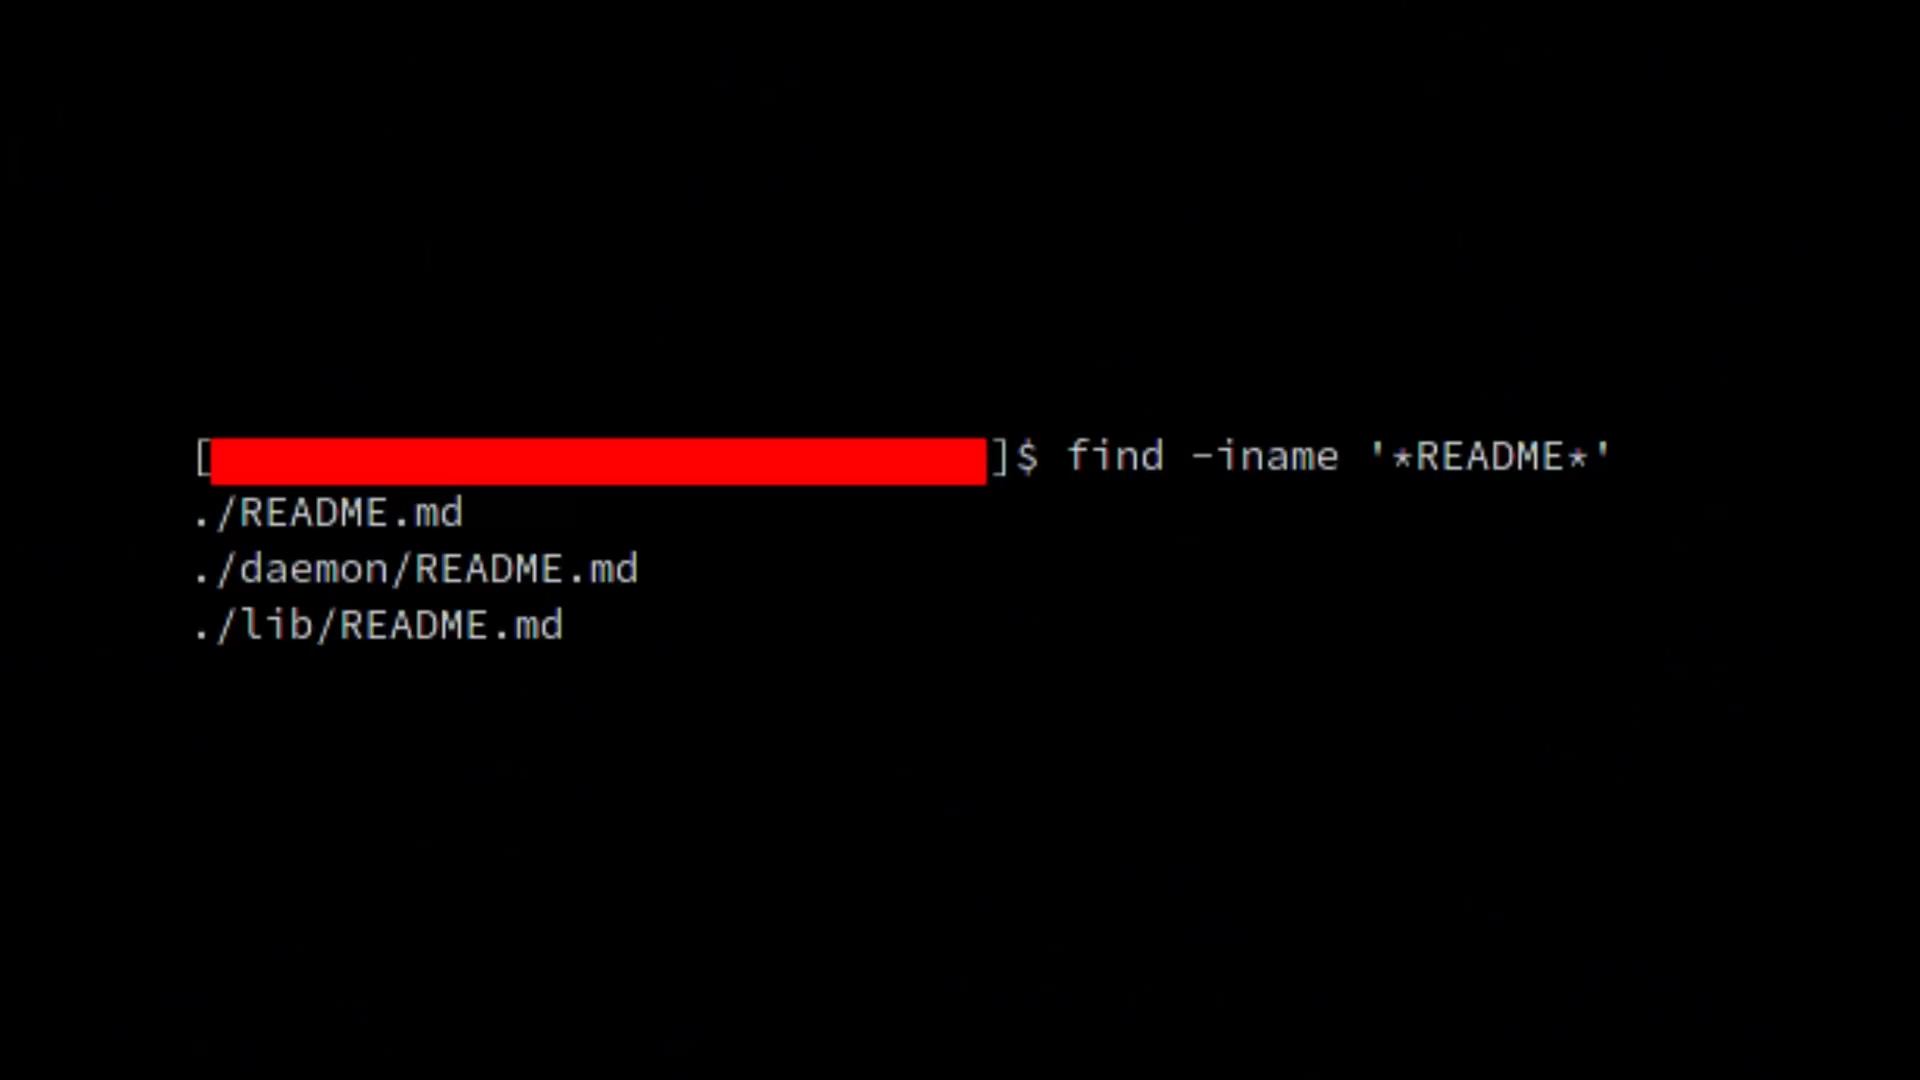 []$ find -iname '*README*'
./README.md
./daemon/README.md
./lib/README.md